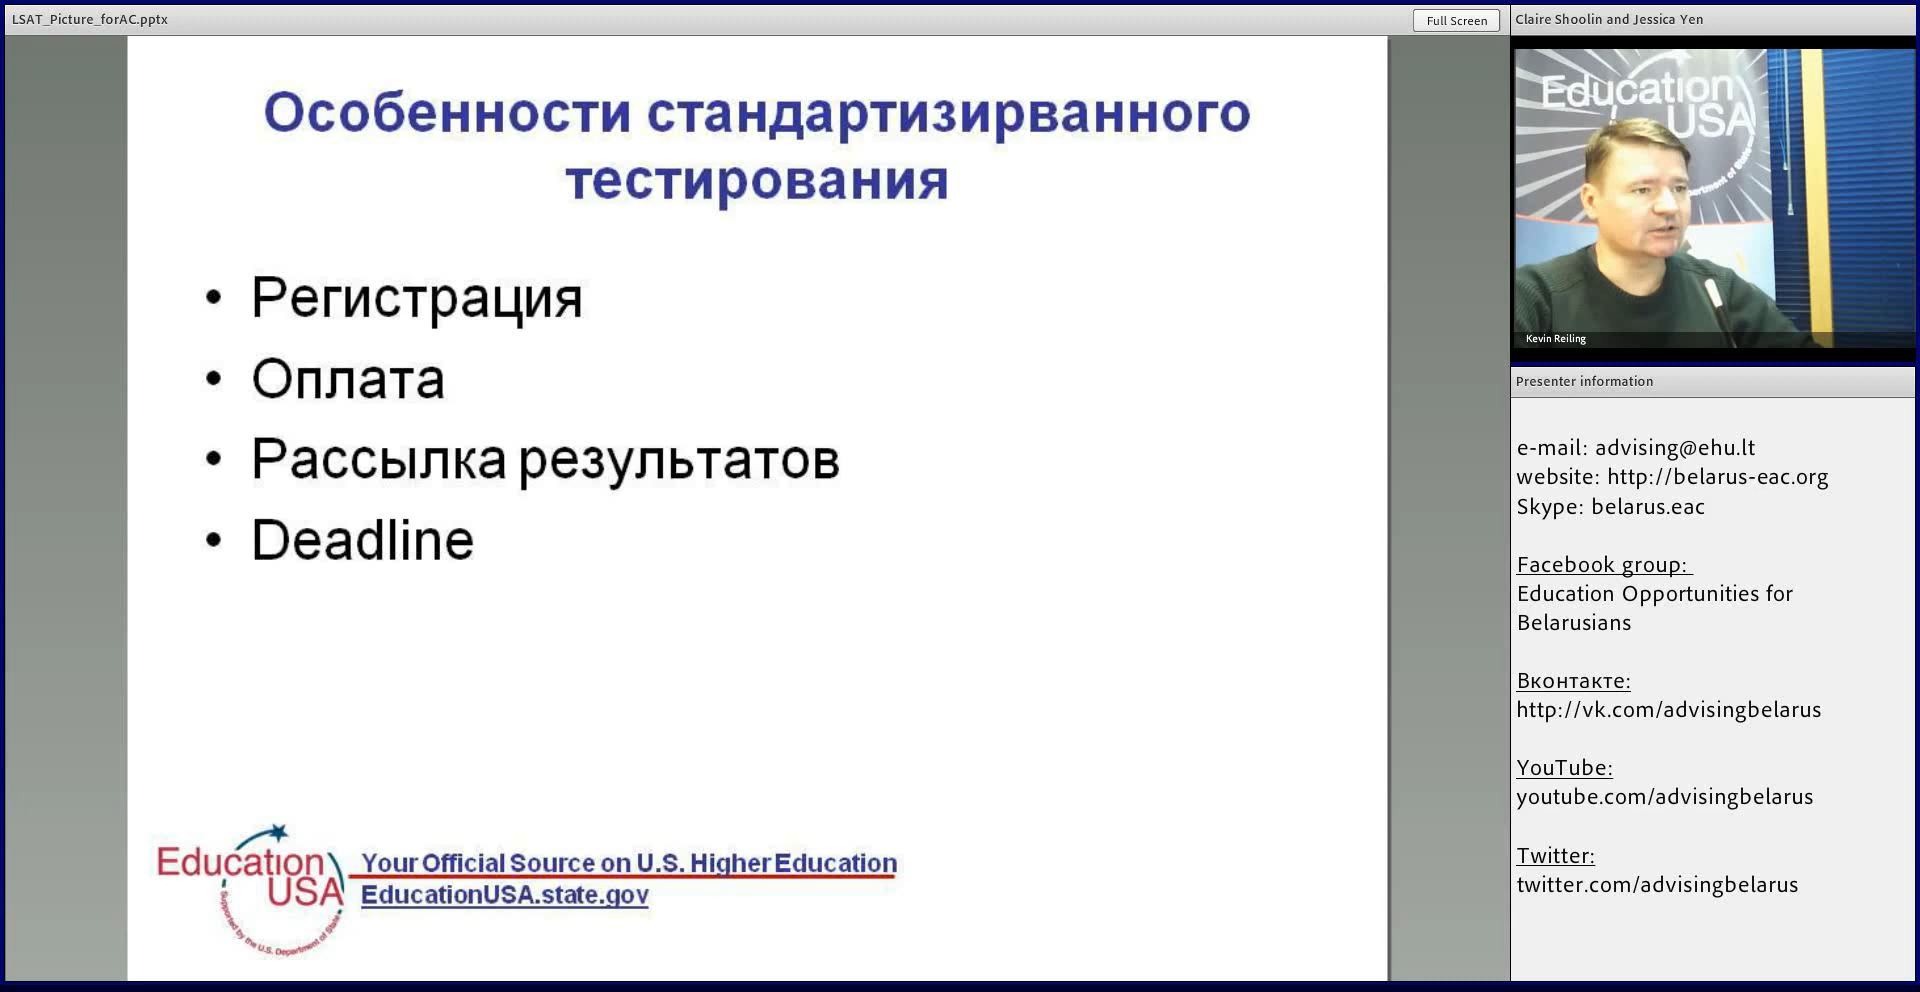 LSAT_Picture_forAC.pptx
Full Screen
Особенности стандартизирванного
тестирования
• Регистрация
• Оплата
• Рассылка результатов
• Deadline
Education
USA
Supported by the U.S. Department of State
Your Official Source on U.S. Higher Education
EducationUSA.state.gov
Claire Shoolin and Jessica Yen
Education
USA
Kevin Reiling
Presenter information
e-mail: advising@ehu.lt
website: http://belarus-eac.org
Skype: belarus.eac
Facebook group:
Education Opportunities for
Belarusians
Вконтакте:
http://vk.com/advisingbelarus
YouTube:
youtube.com/advisingbelarus
Twitter:
twitter.com/advisingbelarus